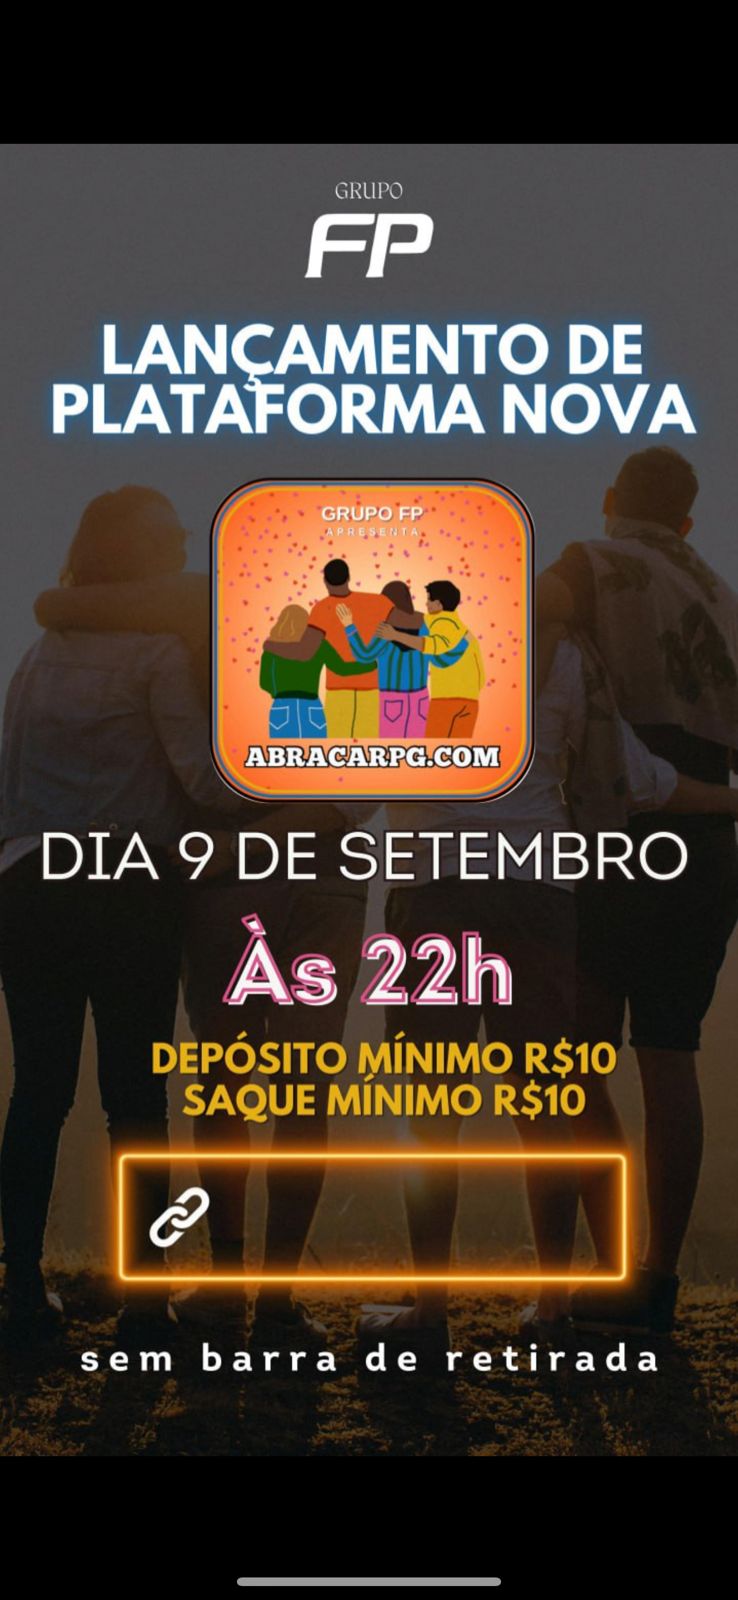 GRUPO
FP
LANÇAMENTO DE
PLATAFORMA NOVA
GRUPO FP
APRESENTA
ABRACARPG.COM
DIA 9 DE SETEMBRO
Às 22h
DEPÓSITO MÍNIMO R$10
SAQUE MÍNIMO R$10
sem barra de retirada